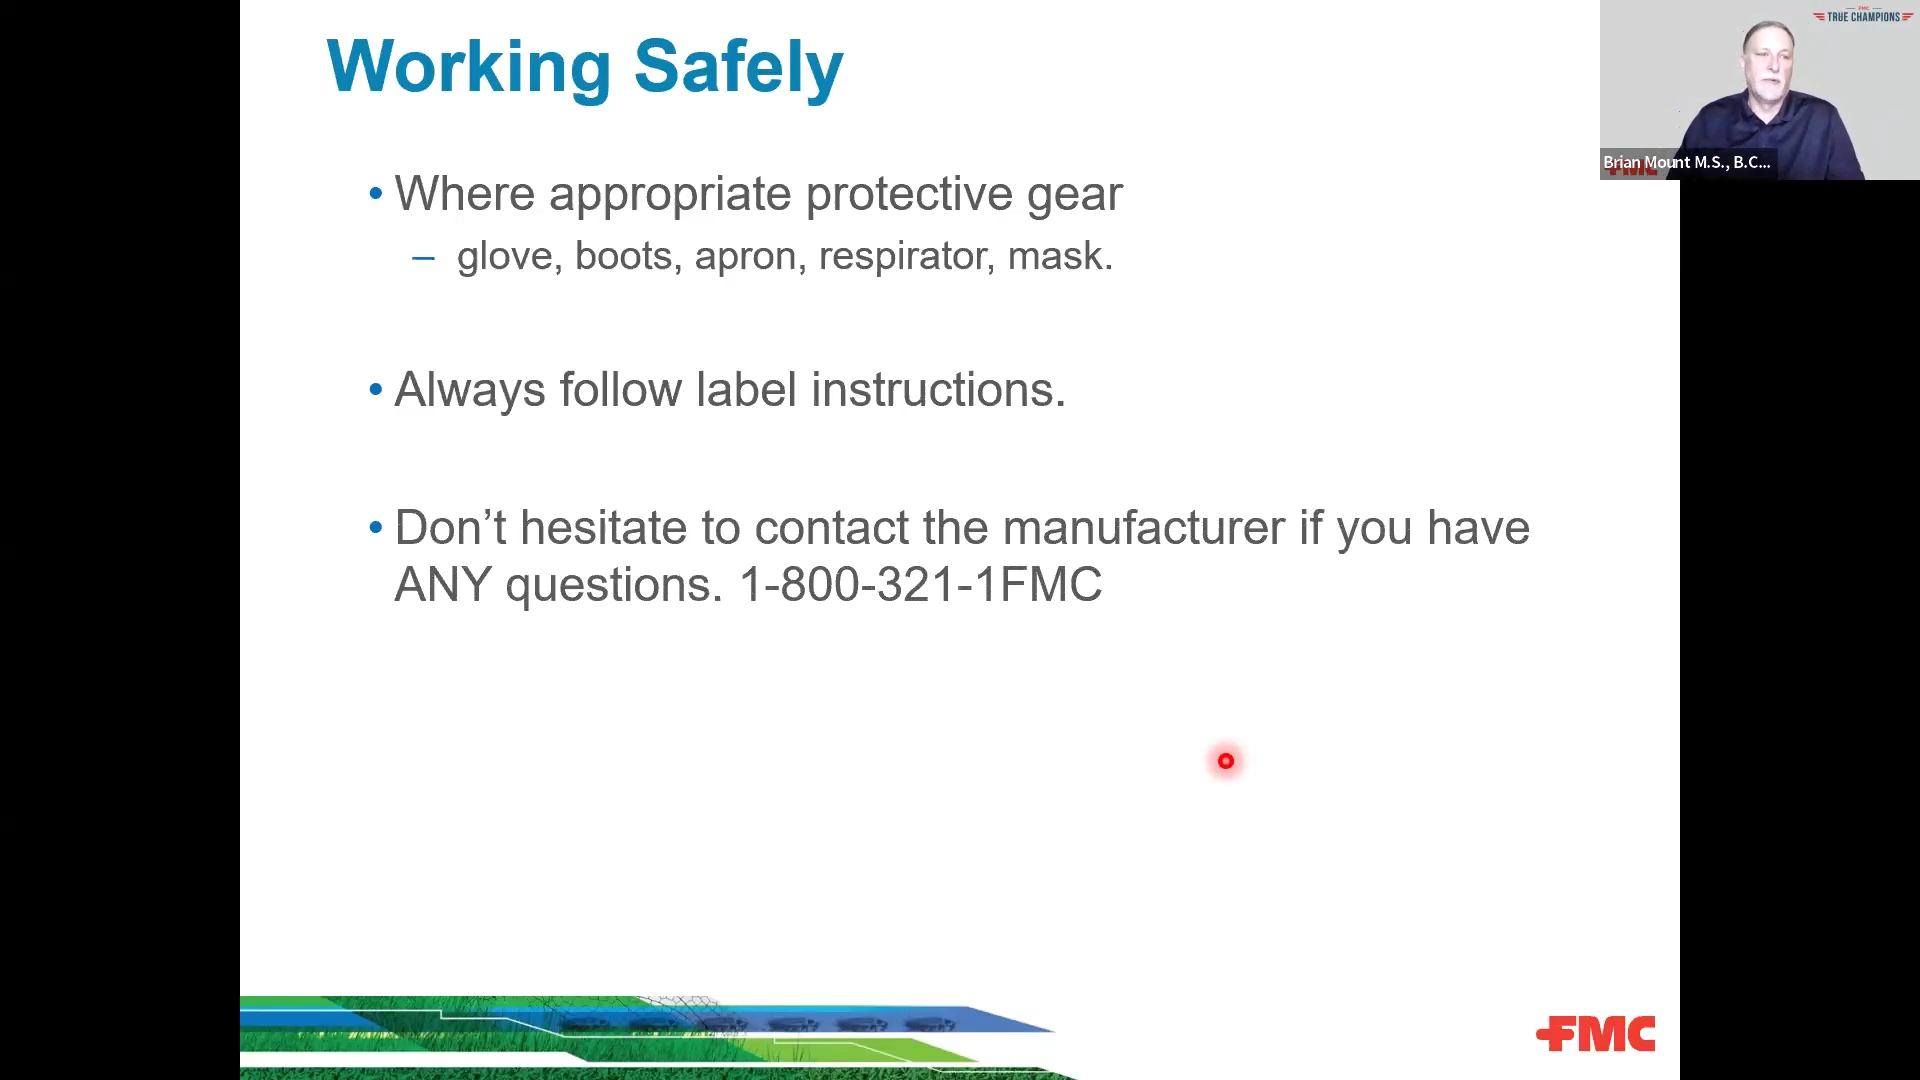 Working Safely
FMC
TRUE CHAMPIONS
Brian Mount M.S., B.C...
• Where appropriate protective gear
– glove, boots, apron, respirator, mask.
• Always follow label instructions.
• Don’t hesitate to contact the manufacturer if you have
ANY questions. 1-800-321-1FMC
FMC